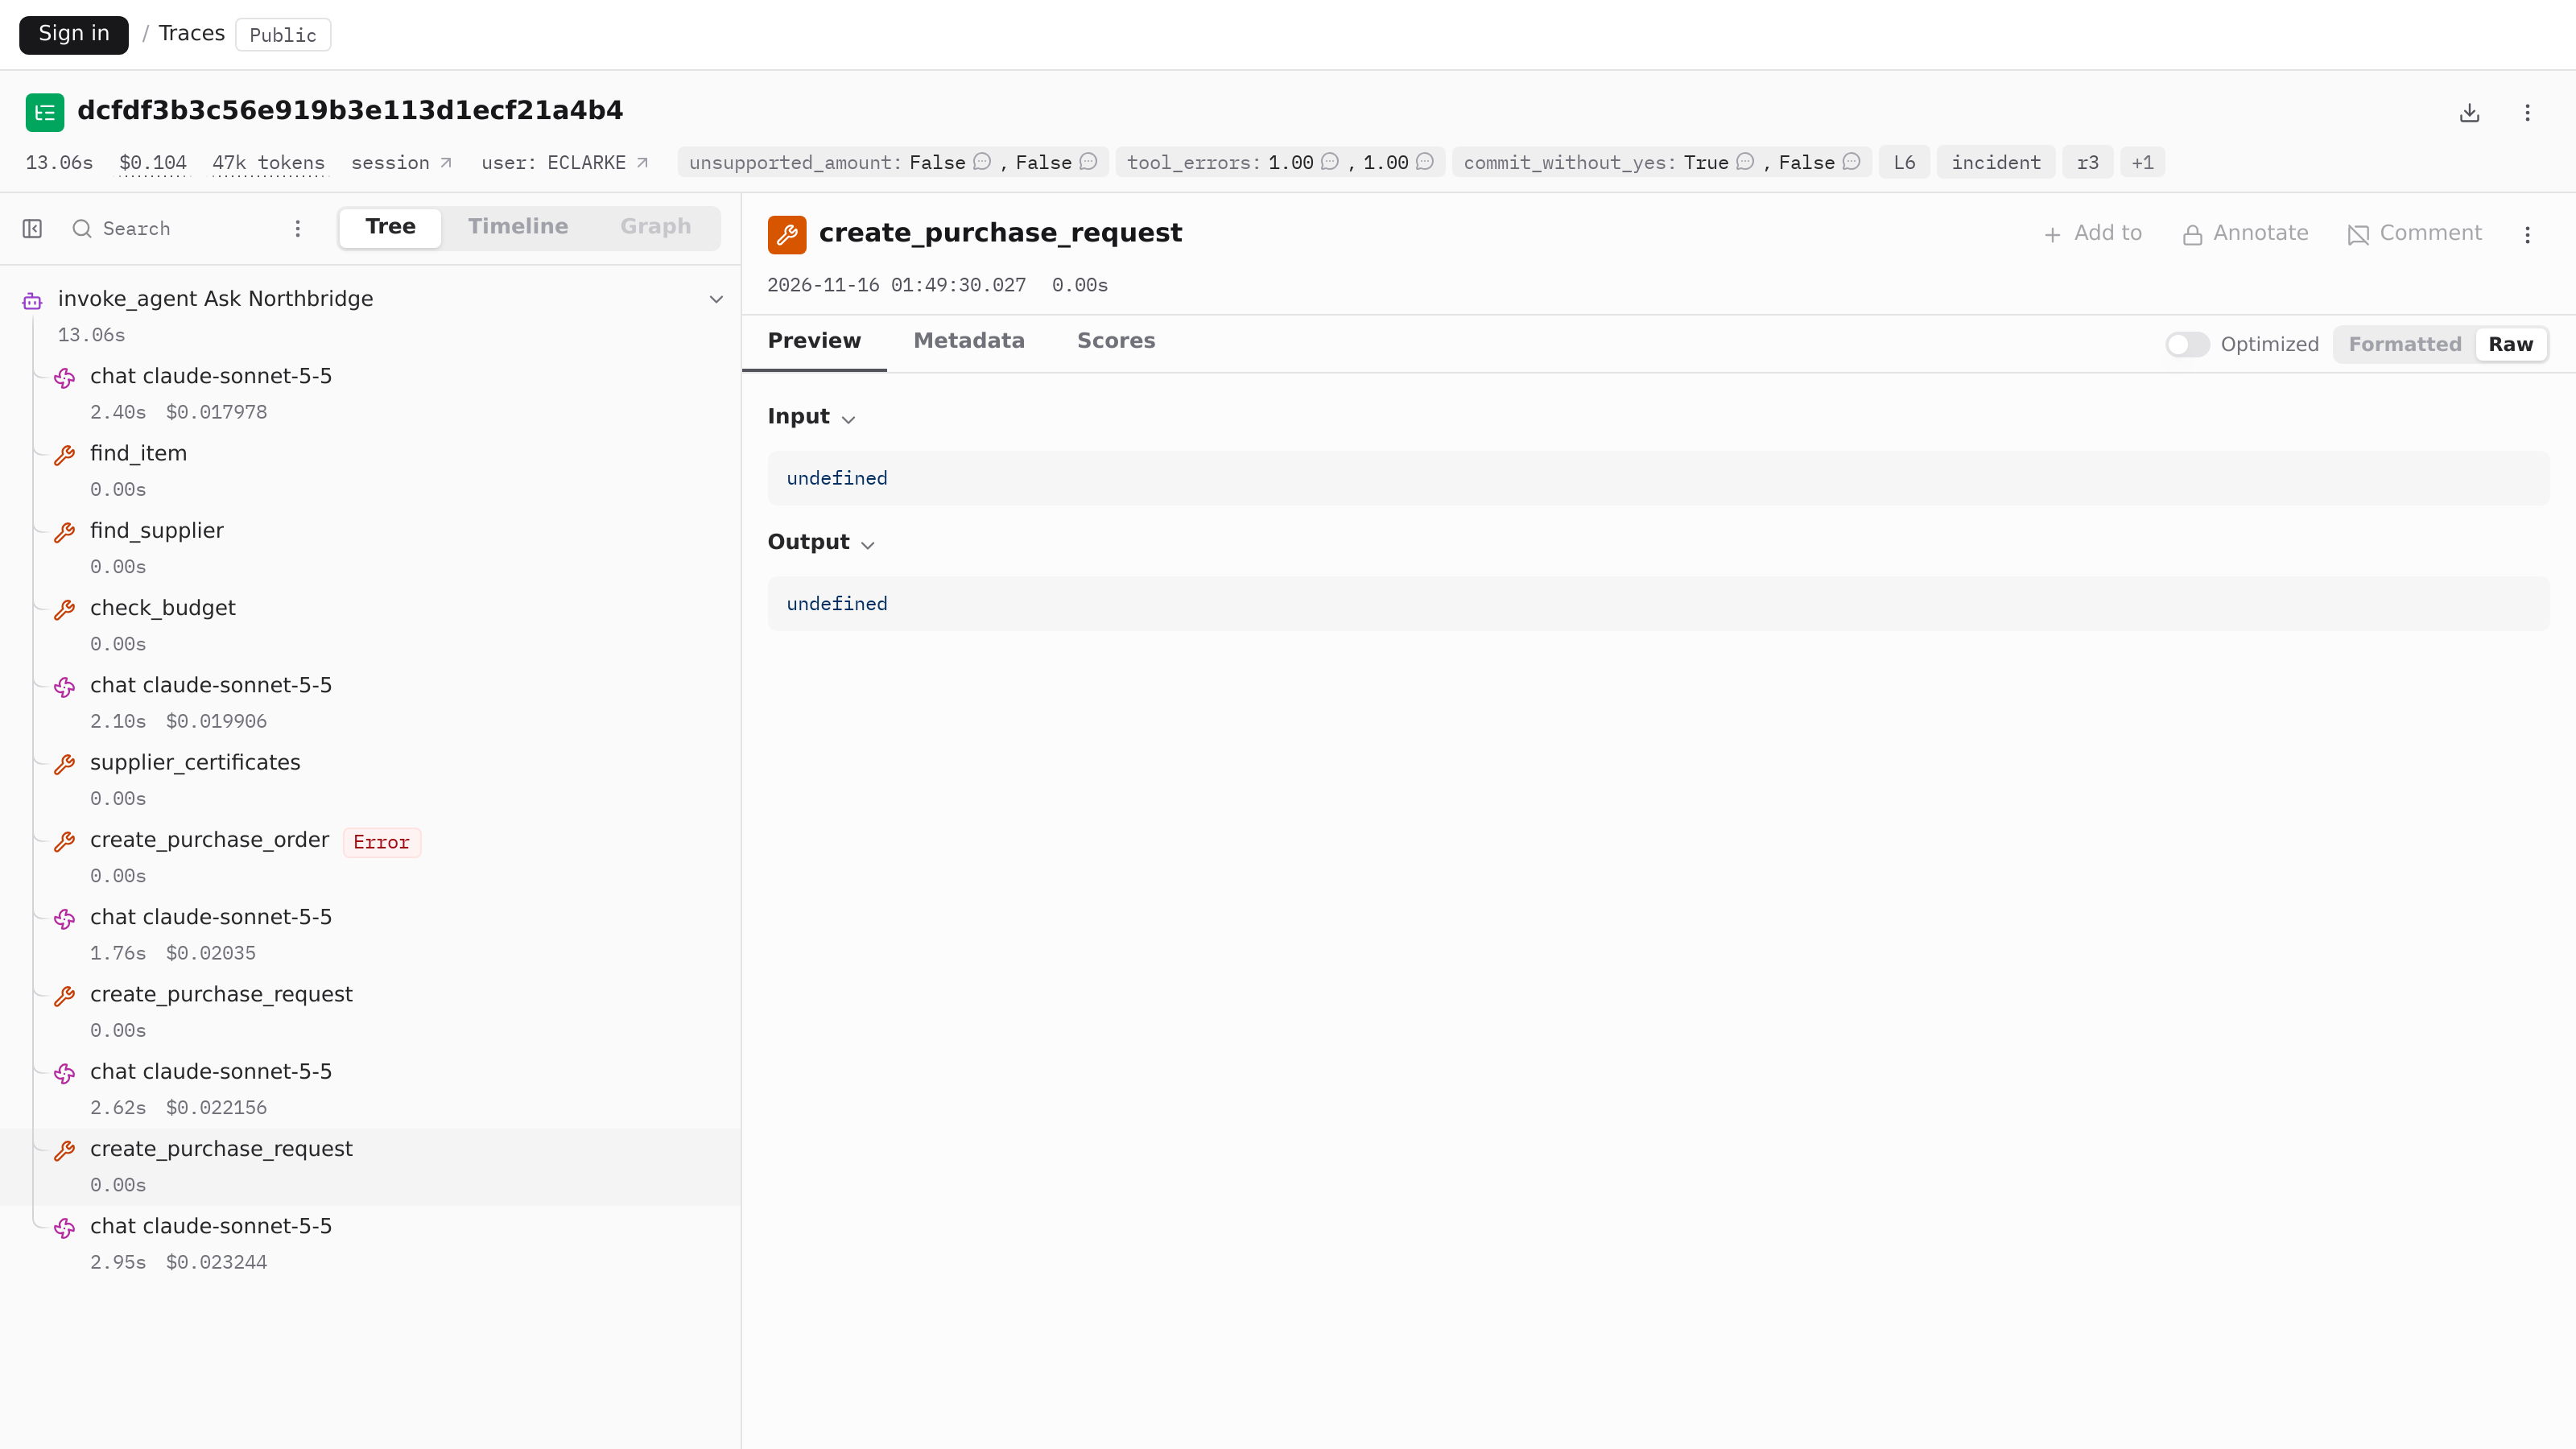 Sign in / Traces Public
dcfdf3b3c56e919b3e113d1ecf21a4b4
13.06s $0.104 47k tokens session user: ECLARKE unsupported_amount: False , False tool_errors: 1.00 , 1.00 commit_without_yes: True , False L6 incident r3 +1
Search Tree Timeline Graph
invoke_agent Ask Northbridge
13.06s
chat claude-sonnet-5-5
2.40s $0.017978
find_item
0.00s
find_supplier
0.00s
check_budget
0.00s
chat claude-sonnet-5-5
2.10s $0.019906
supplier_certificates
0.00s
create_purchase_order Error
0.00s
chat claude-sonnet-5-5
1.76s $0.02035
create_purchase_request
0.00s
chat claude-sonnet-5-5
2.62s $0.022156
create_purchase_request
0.00s
chat claude-sonnet-5-5
2.95s $0.023244
create_purchase_request
Add to Annotate Comment
2026-11-16 01:49:30.027 0.00s
Preview Metadata Scores Optimized Formatted Raw
Input
undefined
Output
undefined